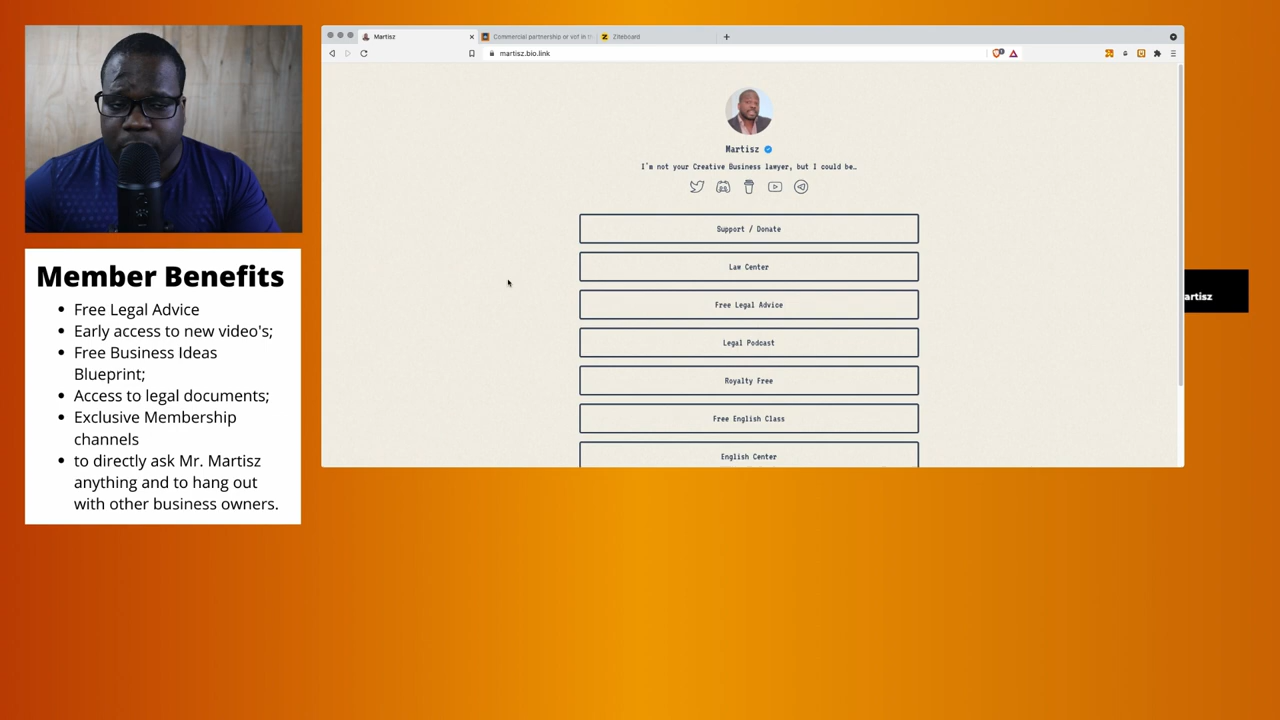 Martisz
Commercial partnership or vof in th
Ziteboard
martisz.bio.link
Martisz
I'm not your Creative Business lawyer, but I could be…
Support / Donate
Law Center
Free Legal Advice
Legal Podcast
Royalty Free
Free English Class
English Center
Member Benefits
• Free Legal Advice
• Early access to new video's;
• Free Business Ideas
Blueprint;
• Access to legal documents;
• Exclusive Membership
channels
• to directly ask Mr. Martisz
anything and to hang out
with other business owners.
artisz